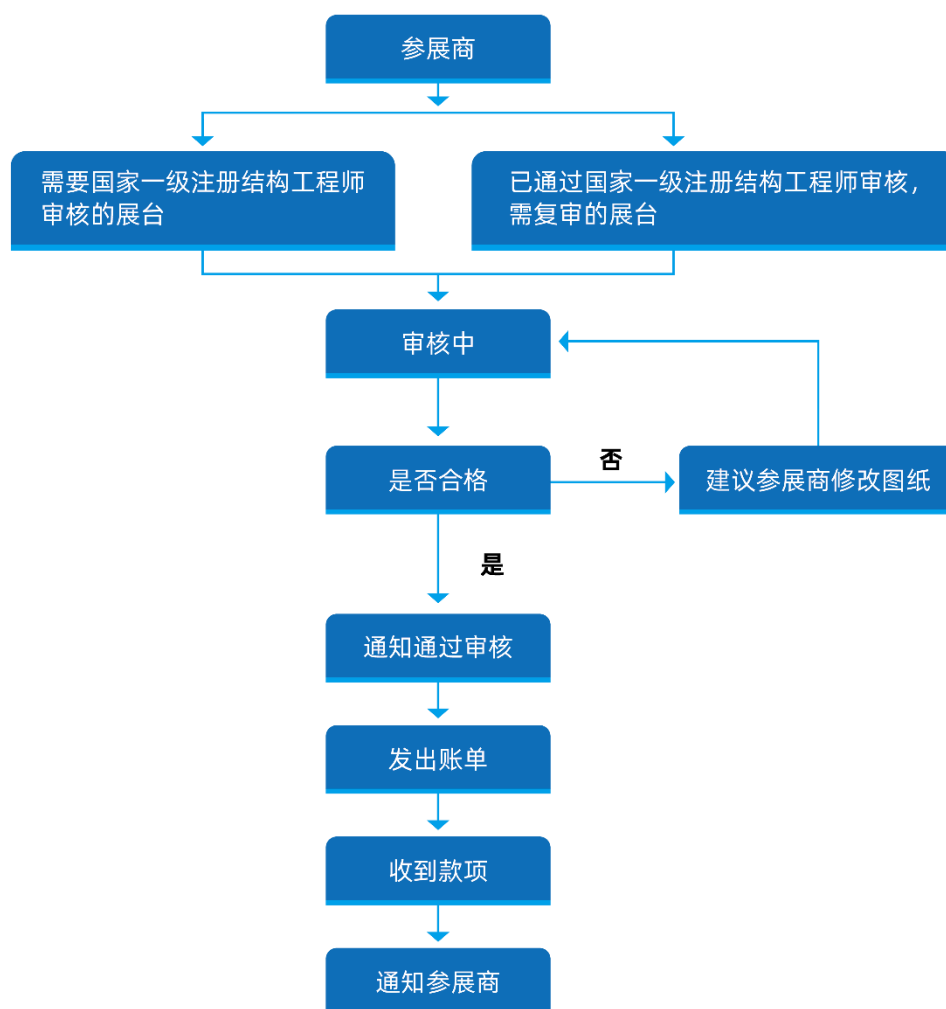 参展商
需要国家一级注册结构工程师
审核的展台
已通过国家一级注册结构工程师审核，
需复审的展台
审核中
是否合格
否
建议参展商修改图纸
是
通知通过审核
发出账单
收到款项
通知参展商